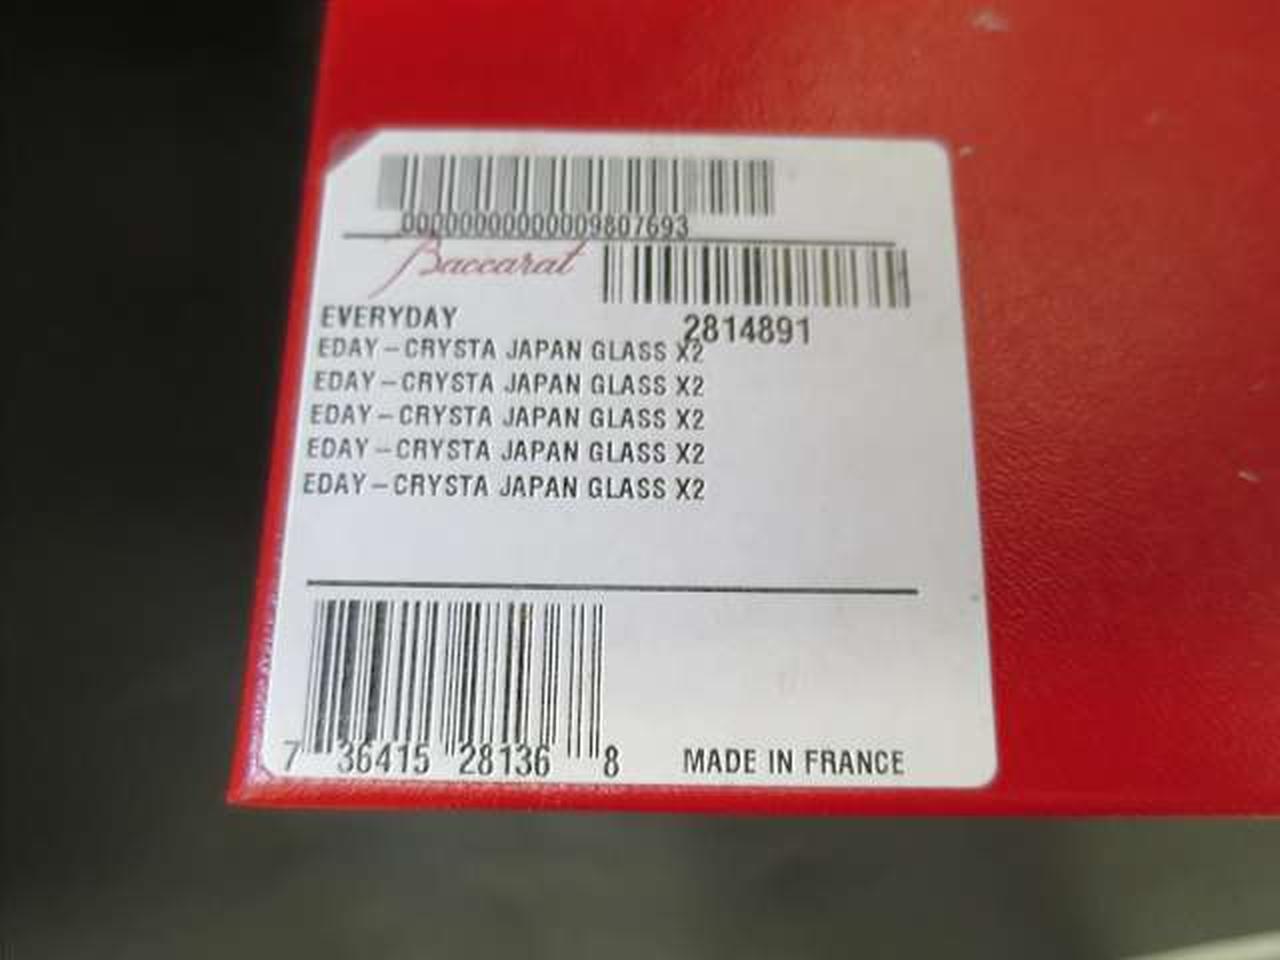 00000000000009807693
Baccarat
EVERYDAY
2814891
EDAY-CRYSTA JAPAN GLASS X2
EDAY-CRYSTA JAPAN GLASS X2
EDAY-CRYSTA JAPAN GLASS X2
EDAY-CRYSTA JAPAN GLASS X2
EDAY-CRYSTA JAPAN GLASS X2
7 36415 28136 8
MADE IN FRANCE